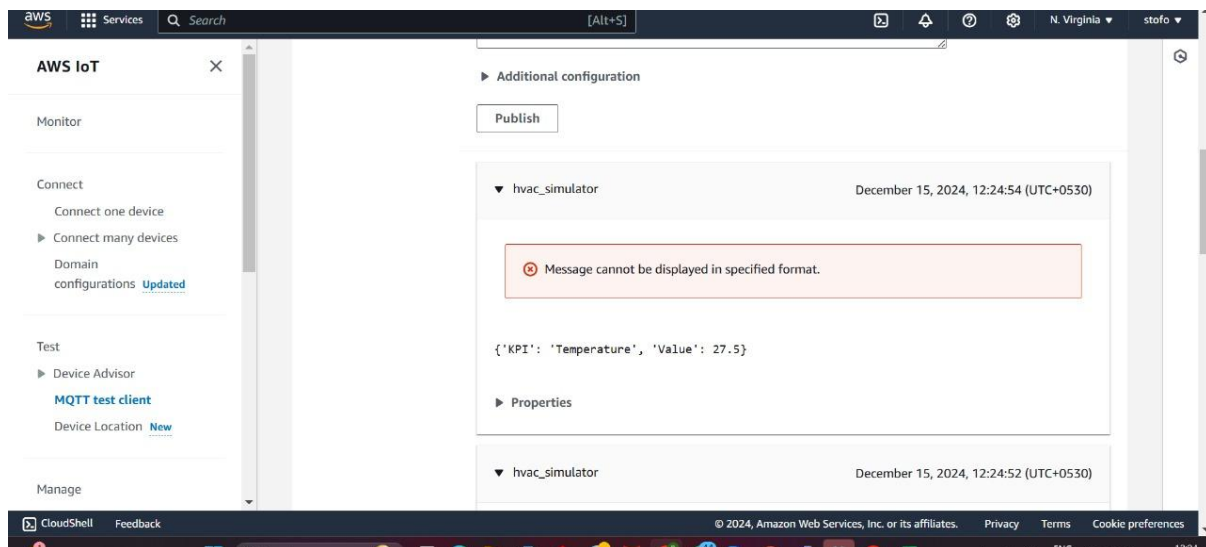 aws Services Search [Alt+S] N. Virginia stofo
AWS IoT
Monitor
Connect
Connect one device
Connect many devices
Domain
configurations Updated
Test
Device Advisor
MQTT test client
Device Location New
Manage
Additional configuration
Publish
hvac_simulator December 15, 2024, 12:24:54 (UTC+0530)
Message cannot be displayed in specified format.
{'KPI': 'Temperature', 'Value': 27.5}
Properties
hvac_simulator December 15, 2024, 12:24:52 (UTC+0530)
CloudShell Feedback © 2024, Amazon Web Services, Inc. or its affiliates. Privacy Terms Cookie preferences